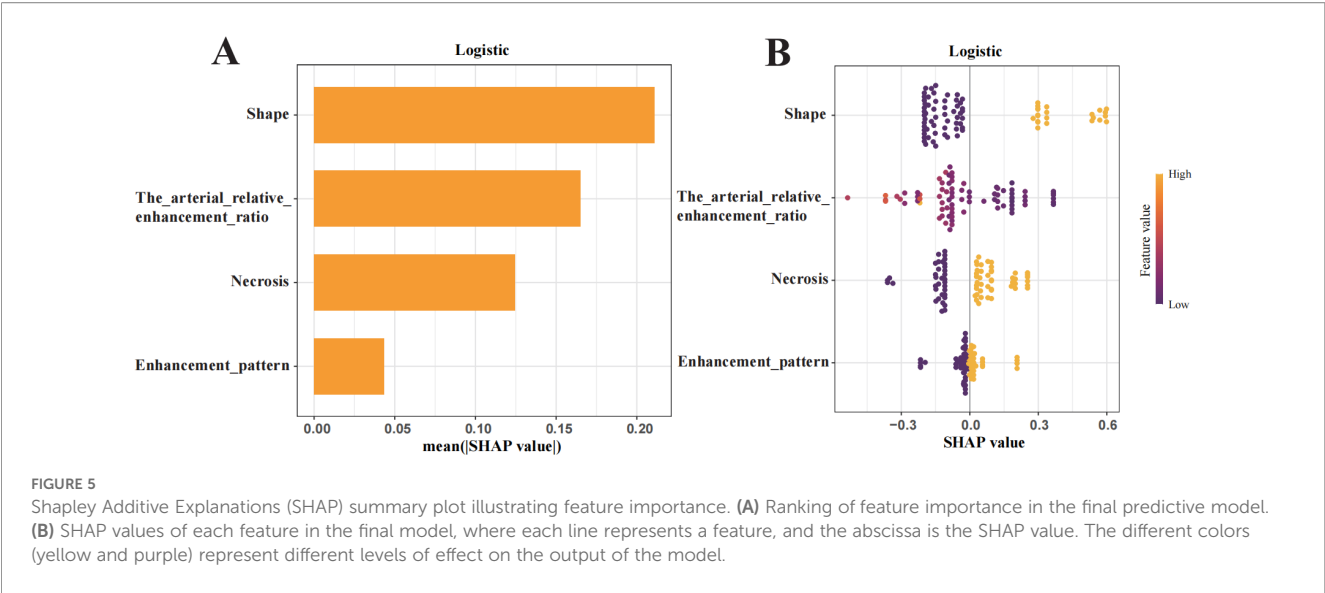 A
Logistic
Shape
The_arterial_relative_
enhancement_ratio
Necrosis
Enhancement_pattern
0.00
0.05
0.10
0.15
0.20
mean(|SHAP value|)
B
Logistic
Shape
The_arterial_relative_
enhancement_ratio
Necrosis
Enhancement_pattern
−0.3
0.0
0.3
0.6
SHAP value
High
Low
Feature value
FIGURE 5
Shapley Additive Explanations (SHAP) summary plot illustrating feature importance. (A) Ranking of feature importance in the final predictive model.
(B) SHAP values of each feature in the final model, where each line represents a feature, and the abscissa is the SHAP value. The different colors
(yellow and purple) represent different levels of effect on the output of the model.